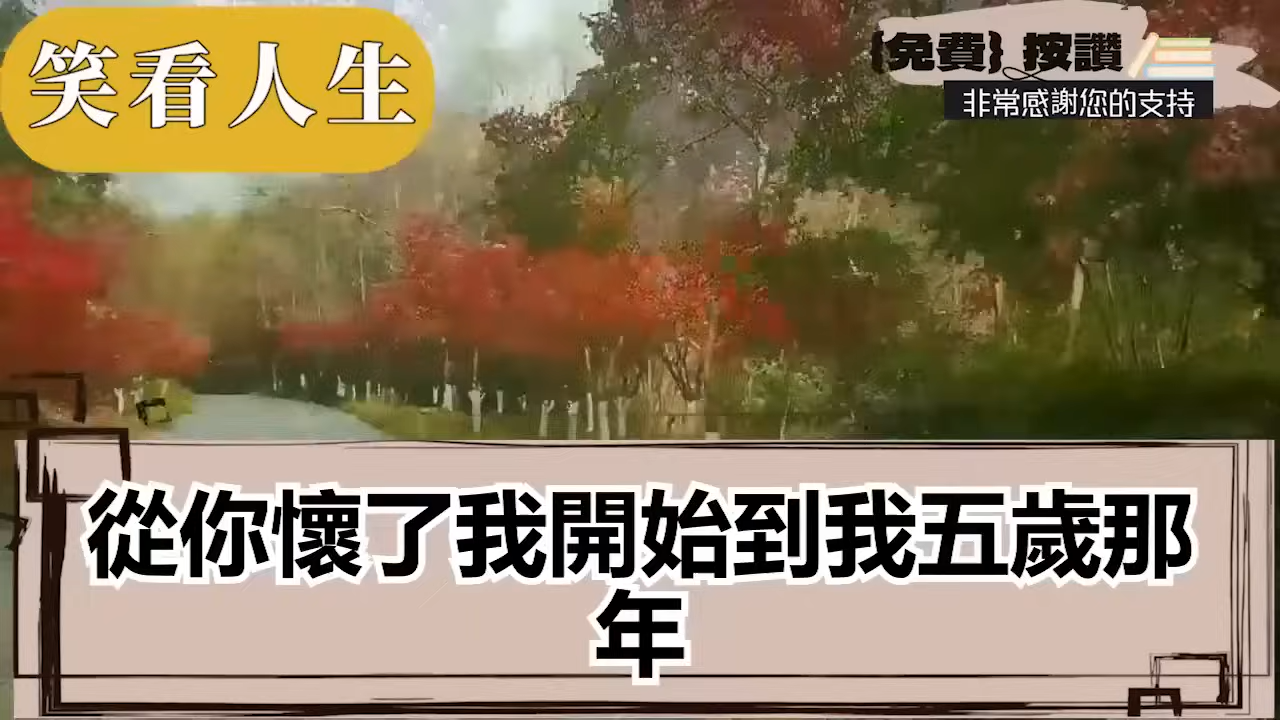 笑看人生
{免費} 按讚
非常感謝您的支持
從你懷了我開始到我五歲那
年